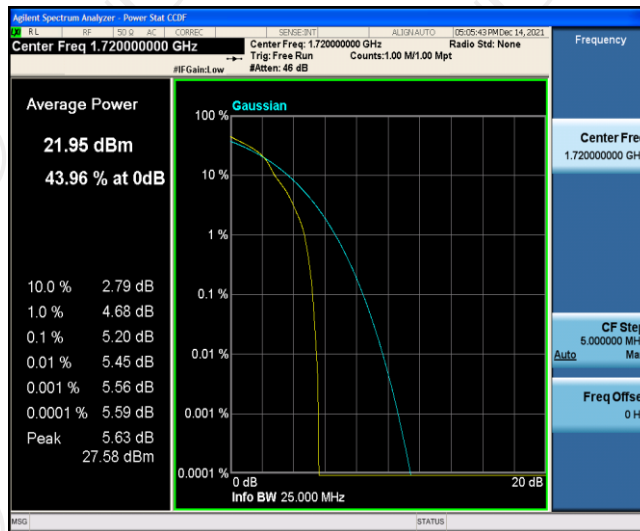 Agilent Spectrum Analyzer - Power Stat CCDF
RL RF 50 Ω AC CORREC SENSE:INT ALIGN AUTO 05:05:43 PM Dec 14, 2021
Center Freq 1.720000000 GHz
Center Freq: 1.720000000 GHz Radio Std: None
Trig: Free Run Counts:1.00 M/1.00 Mpt
#IFGain:Low #Atten: 46 dB
Frequency
Average Power
21.95 dBm
43.96 % at 0dB
10.0 % 2.79 dB
1.0 % 4.68 dB
0.1 % 5.20 dB
0.01 % 5.45 dB
0.001 % 5.56 dB
0.0001 % 5.59 dB
Peak 5.63 dB
27.58 dBm
Gaussian
100 %
10 %
1 %
0.1 %
0.01 %
0.001 %
0.0001 %
0 dB 20 dB
Info BW 25.000 MHz
Center Fre
1.720000000 GH
CF Step
5.000000 MH
Auto Ma
Freq Offse
0 H
MSG STATUS